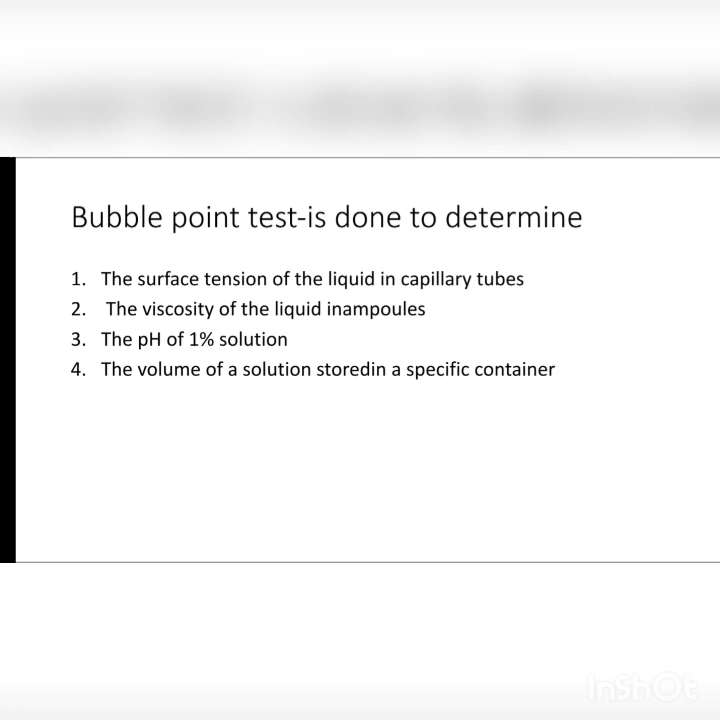 Bubble point test-is done to determine
1. The surface tension of the liquid in capillary tubes
2. The viscosity of the liquid inampoules
3. The pH of 1% solution
4. The volume of a solution storedin a specific container
InShOt